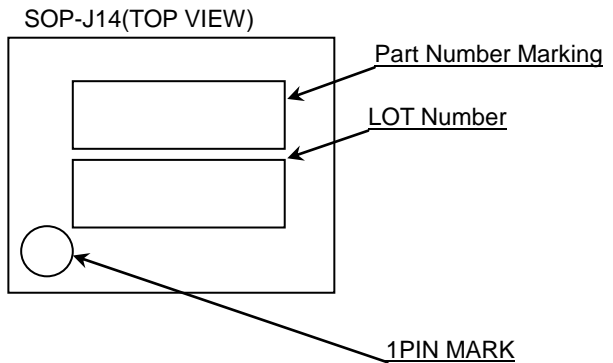 SOP-J14(TOP VIEW)
Part Number Marking
LOT Number
1PIN MARK